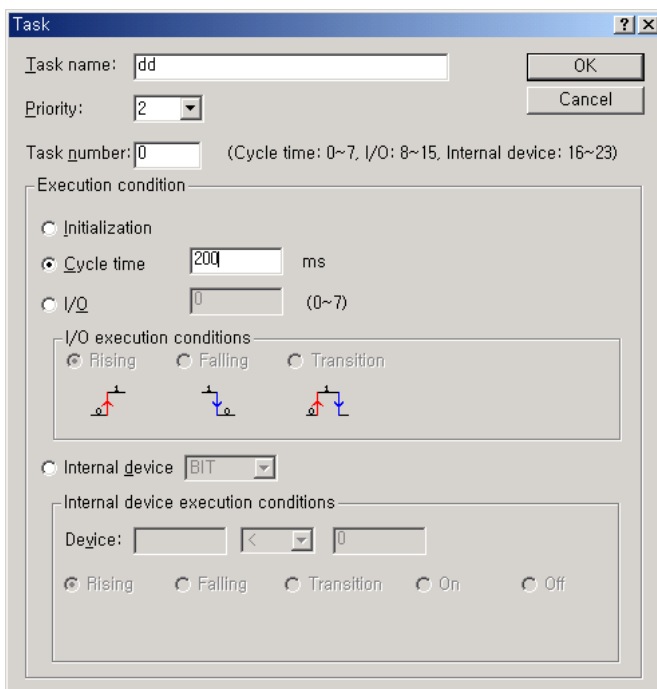 Task
Task name: dd
OK
Priority: 2
Cancel
Task number: 0 (Cycle time: 0~7, I/O: 8~15, Internal device: 16~23)
Execution condition
Initialization
Cycle time 200 ms
I/O 0 (0~7)
I/O execution conditions
Rising Falling Transition
0 1 1 0 0 1
Internal device BIT
Internal device execution conditions
Device: < 0
Rising Falling Transition On Off